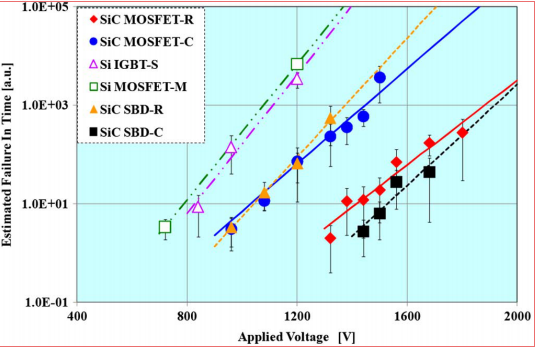 1.0E+05
SiC MOSFET-R
SiC MOSFET-C
Si IGBT-S
Si MOSFET-M
SiC SBD-R
SiC SBD-C
1.0E+03
1.0E+01
1.0E-01
Estimated Failure In Time [a.u.]
400 800 1200 1600 2000
Applied Voltage [V]